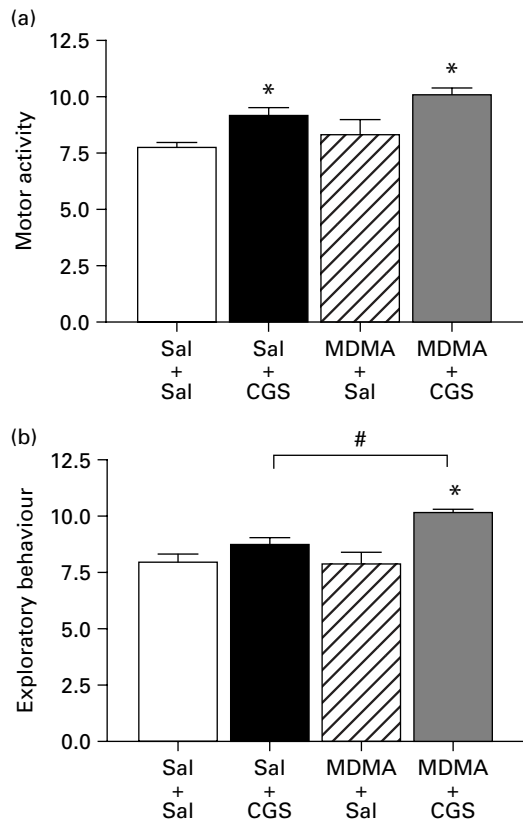 (a)
Motor activity
12.5
10.0
7.5
5.0
2.5
0.0
*
*
Sal + Sal
Sal + CGS
MDMA + Sal
MDMA + CGS
(b)
Exploratory behaviour
12.5
10.0
7.5
5.0
2.5
0.0
#
*
Sal + Sal
Sal + CGS
MDMA + Sal
MDMA + CGS